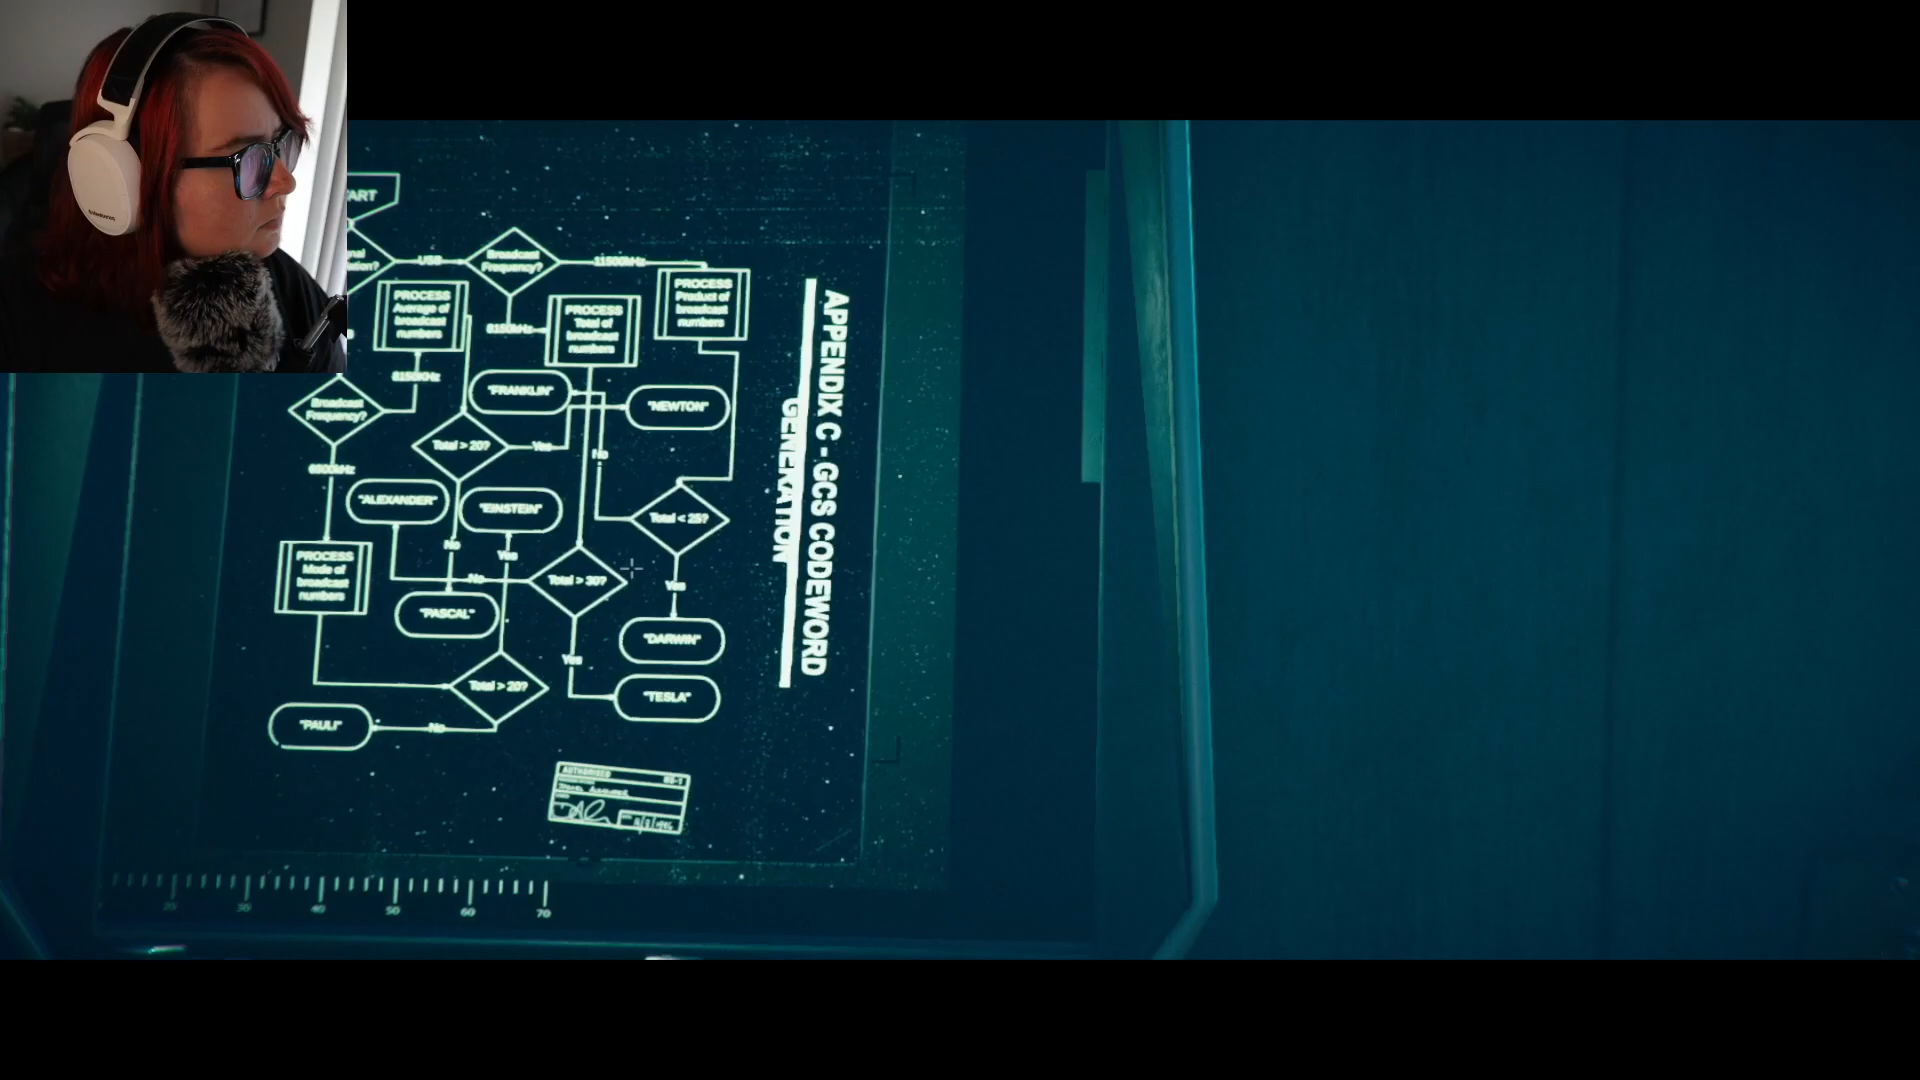 START
USB
Broadcast
Frequency?
11500kHz
PROCESS
Average of
broadcast
numbers
8150kHz
PROCESS
Total of
broadcast
numbers
PROCESS
Product of
broadcast
numbers
8150KHz
Broadcast
Frequency?
"FRANKLIN"
"NEWTON"
Total > 20?
Yes
No
"ALEXANDER"
"EINSTEIN"
Total < 25?
No
Yes
PROCESS
Mode of
broadcast
numbers
No
Total > 30?
Yes
"PASCAL"
"DARWIN"
Yes
Total > 20?
"TESLA"
"PAULI"
No
APPENDIX C - GCS CODEWORD
GENERATION
AUTHORISED
30
40
50
60
70